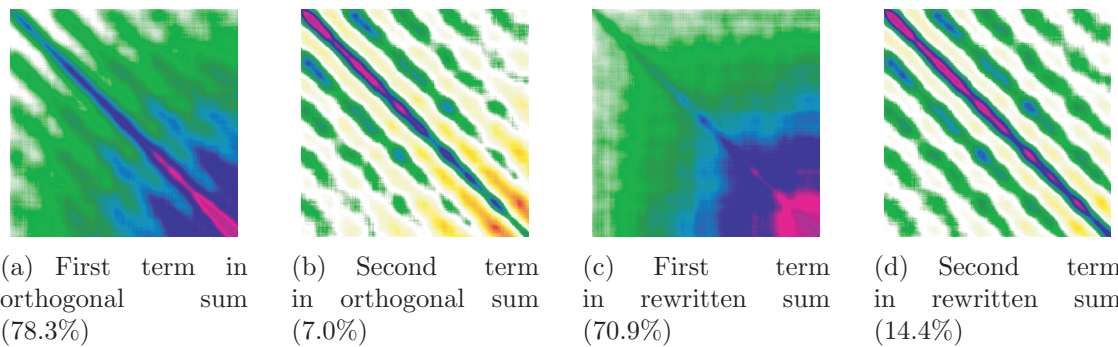 (a) First term in
orthogonal sum
(78.3%)
(b) Second term
in orthogonal sum
(7.0%)
(c) First term
in rewritten sum
(70.9%)
(d) Second term
in rewritten sum
(14.4%)